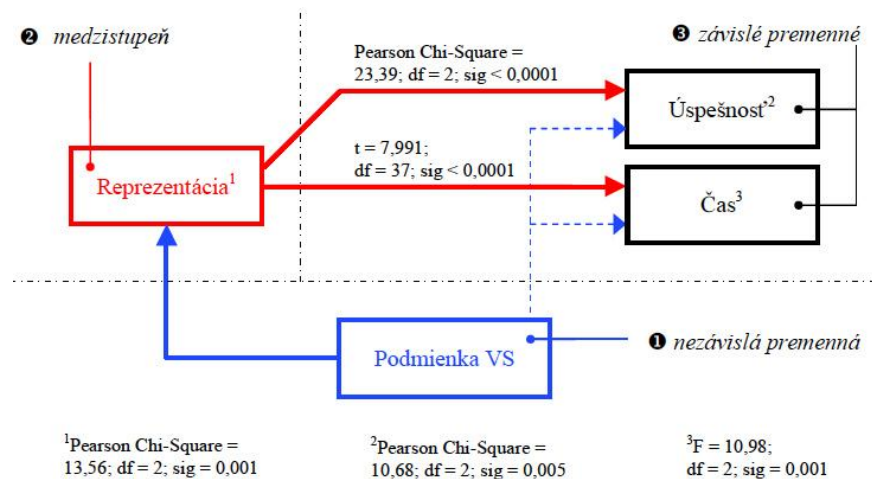 ❷ medzistupeň
❸ závislé premenné
Pearson Chi-Square =
23,39; df = 2; sig < 0,0001
Úspešnosť²
t = 7,991;
df = 37; sig < 0,0001
Reprezentácia¹
Čas³
Podmienka VS
❶ nezávislá premenná
¹Pearson Chi-Square =
13,56; df = 2; sig = 0,001
²Pearson Chi-Square =
10,68; df = 2; sig = 0,005
³F = 10,98;
df = 2; sig = 0,001